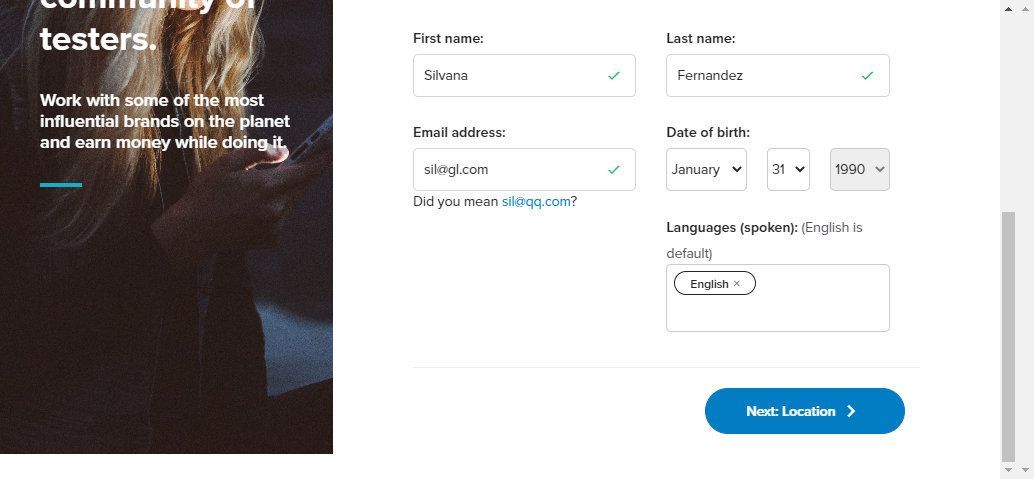 community of
testers.
Work with some of the most
influential brands on the planet
and earn money while doing it.
First name:
Last name:
Silvana
Fernandez
Email address:
Date of birth:
sil@gl.com
January
31
1990
Did you mean sil@qq.com?
Languages (spoken): (English is
default)
English ×
Next: Location